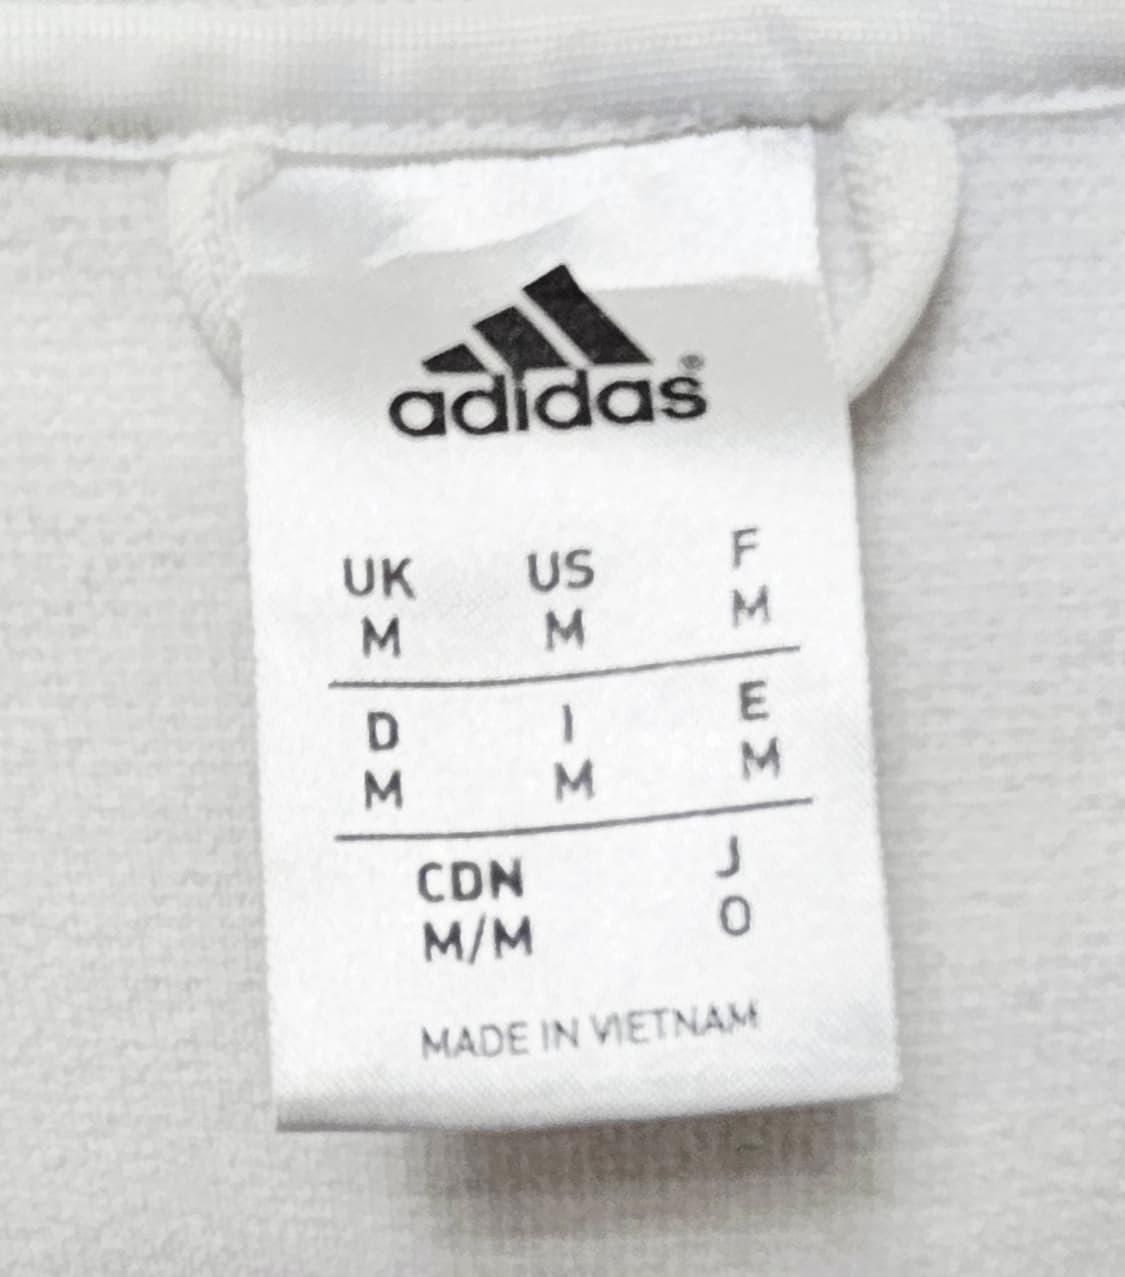 adidas®
UK US F
M M M
D I E
M M M
CDN J
M/M O
MADE IN VIETNAM